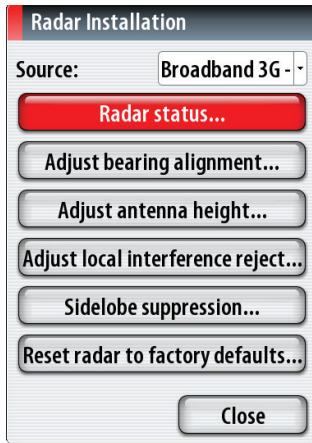 Radar Installation
Source: Broadband 3G -
Radar status...
Adjust bearing alignment...
Adjust antenna height...
Adjust local interference reject...
Sidelobe suppression...
Reset radar to factory defaults...
Close